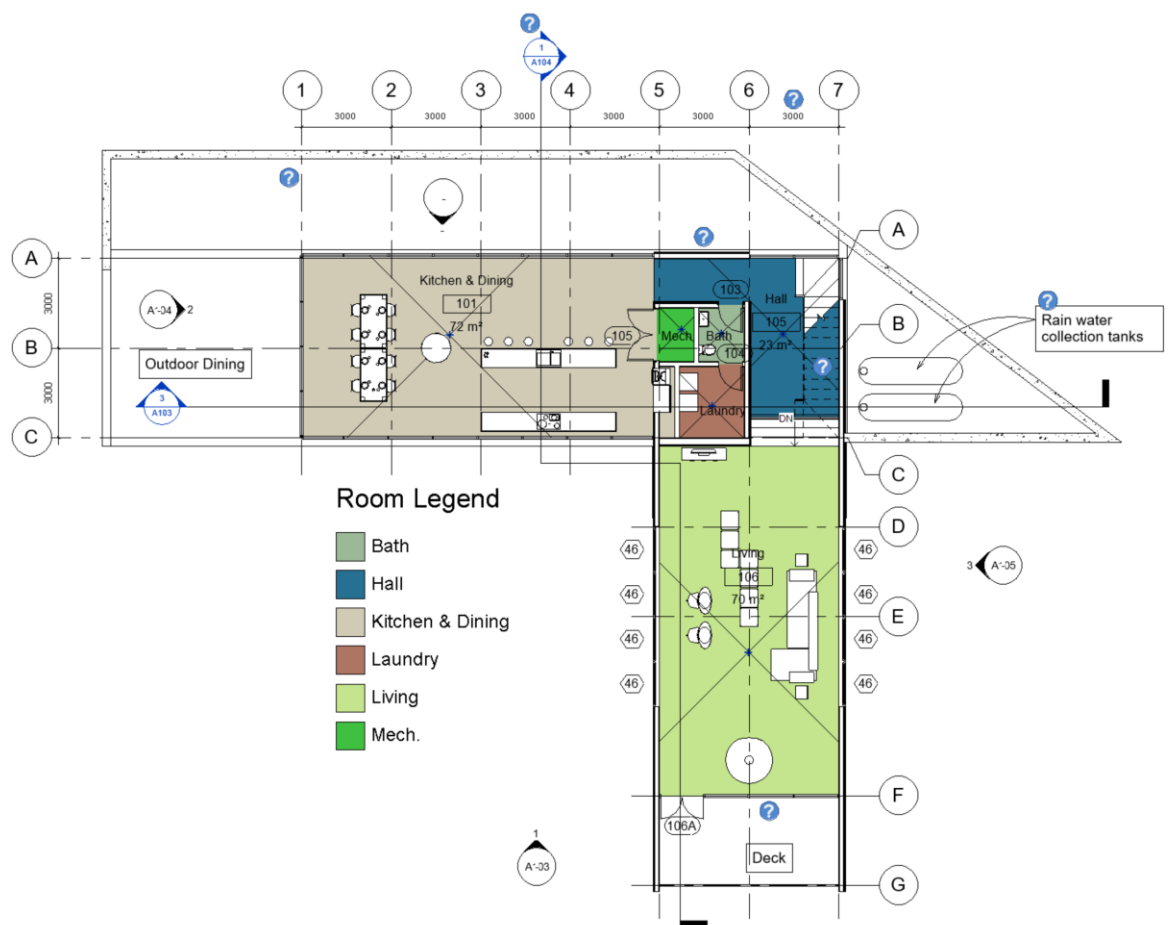 ?
1
A104
1
2
3
4
5
6
7
?
3000
3000
3000
3000
3000
3000
?
-
?
A
A
3000
Kitchen & Dining
101
72 m²
103
Hall
105
23 m²
?
Rain water
collection tanks
2
105
Mech.
Bath
104
B
B
3000
Outdoor Dining
?
3
A103
Laundry
DN
C
C
Room Legend
Bath
Hall
Kitchen & Dining
Laundry
Living
Mech.
D
46
46
Living
106
70 m²
3
46
46
E
46
46
46
46
F
106A
?
Deck
1
G